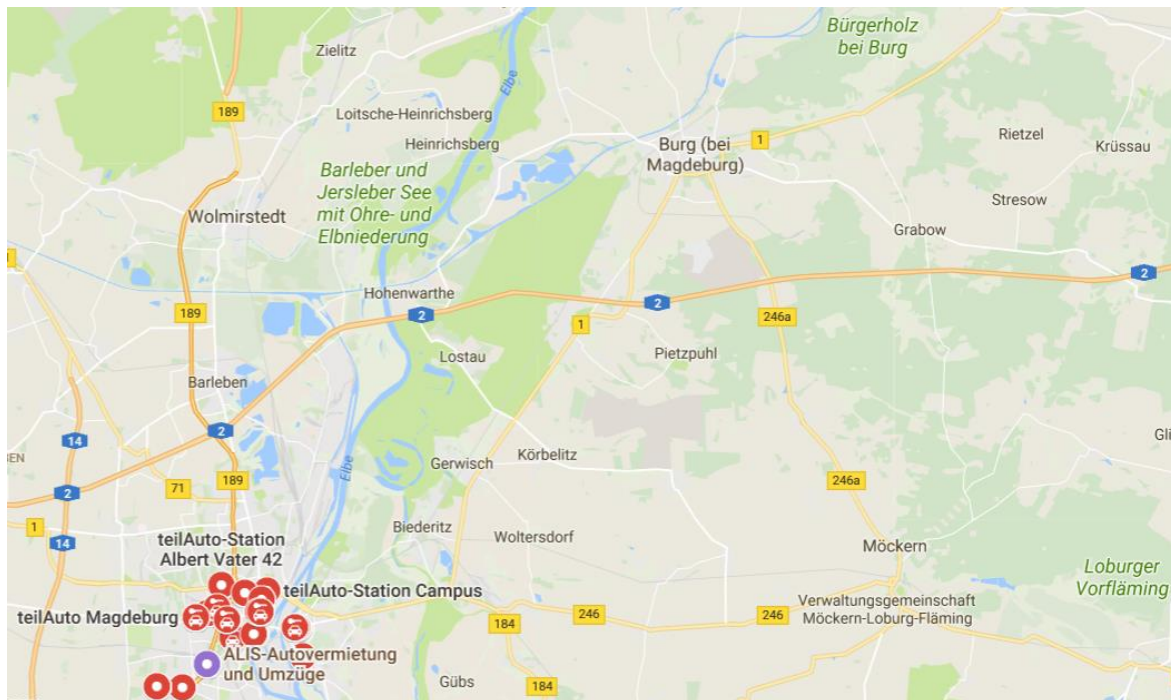 Bürgerholz
bei Burg
Zielitz
Elbe
189
Loitsche-Heinrichsberg
Heinrichsberg
Burg (bei
Magdeburg)
1
Rietzel
Krüssau
Barleber und
Jersleber See
mit Ohre- und
Elbniederung
Stresow
Wolmirstedt
Grabow
2
Hohenwarthe
2
189
2
1
246a
Lostau
Pietzpuhl
Barleben
2
14
Gerwisch
Körbelitz
189
71
246a
2
1
14
Biederitz
Woltersdorf
Elbe
teilAuto-Station
Albert Vater 42
Möckern
Loburger
Vorfläming
teilAuto-Station Campus
teilAuto Magdeburg
246
246
Verwaltungsgemeinschaft
Möckern-Loburg-Fläming
184
ALIS-Autovermietung
und Umzüge
Gübs
184